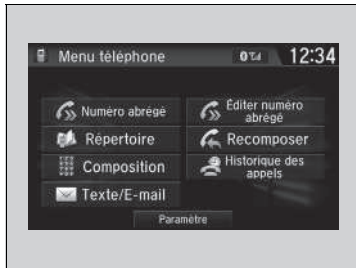 Menu téléphone
12:34
Numéro abrégé
Éditer numéro
abrégé
Répertoire
Recomposer
Composition
Historique des
appels
Texte/E-mail
Paramètre